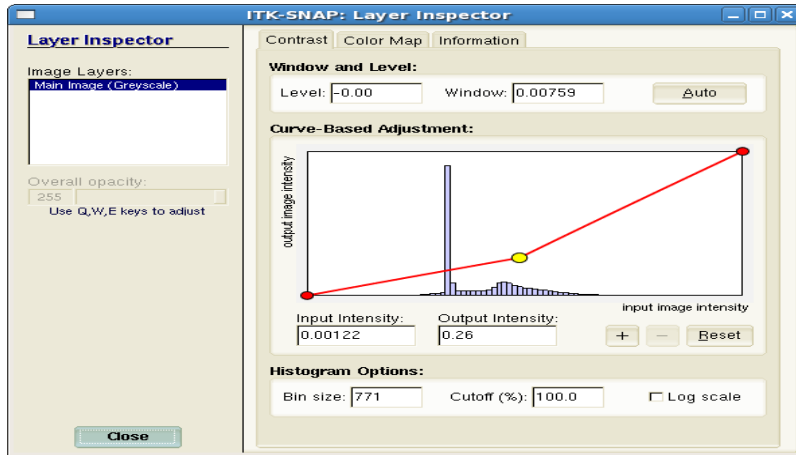 ITK-SNAP: Layer Inspector
Layer Inspector
Image Layers:
Main Image (Greyscale)
Overall opacity:
255
Use Q,W,E keys to adjust
Close
Contrast Color Map Information
Window and Level:
Level: -0.00 Window: 0.00759 Auto
Curve-Based Adjustment:
output image intensity
input image intensity
Input Intensity: Output Intensity:
0.00122 0.26 + − Reset
Histogram Options:
Bin size: 771 Cutoff (%): 100.0 Log scale